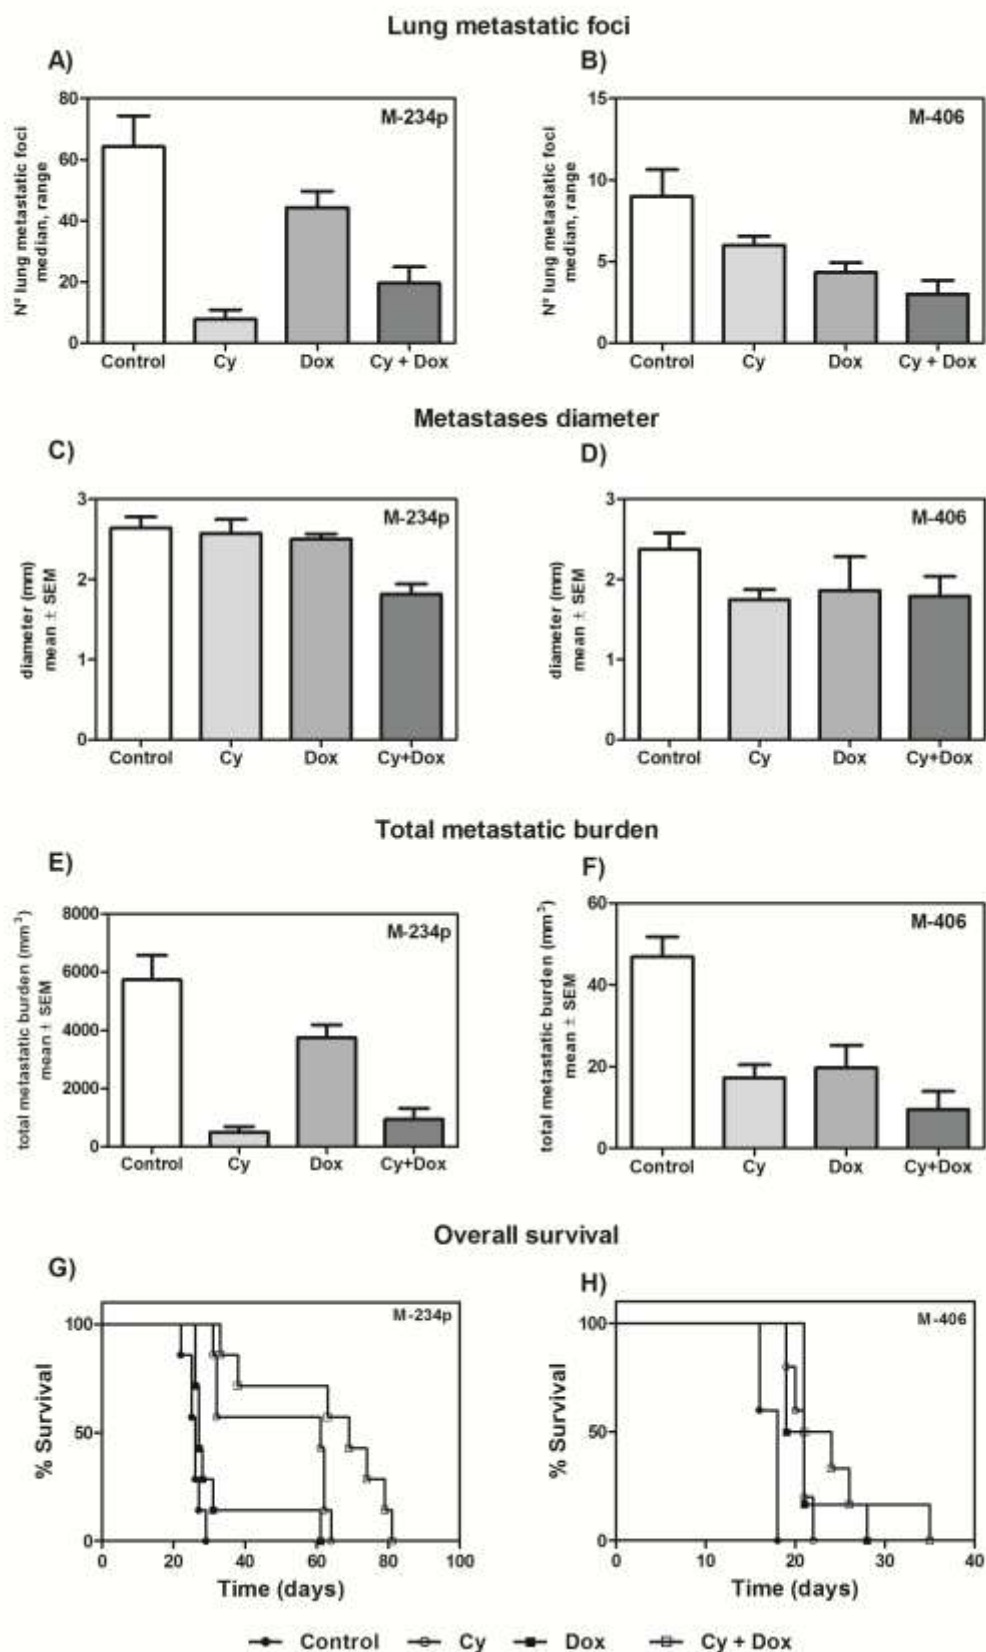 Lung metastatic foci
A)
B)
M-234p
M-406
N° lung metastatic foci
median, range
80
60
40
20
0
Control Cy Dox Cy + Dox
N° lung metastatic foci
median, range
15
10
5
0
Control Cy Dox Cy + Dox
Metastases diameter
C)
D)
M-234p
M-406
diameter (mm)
mean ± SEM
3
2
1
0
Control Cy Dox Cy+Dox
diameter (mm)
mean ± SEM
3
2
1
0
Control Cy Dox Cy+Dox
Total metastatic burden
E)
F)
M-234p
M-406
total metastatic burden (mm³)
mean ± SEM
8000
6000
4000
2000
0
Control Cy Dox Cy+Dox
total metastatic burden (mm³)
mean ± SEM
60
40
20
0
Control Cy Dox Cy+Dox
Overall survival
G)
H)
M-234p
M-406
% Survival
100
50
0
0 20 40 60 80 100
Time (days)
% Survival
100
50
0
0 10 20 30 40
Time (days)
Control Cy Dox Cy + Dox